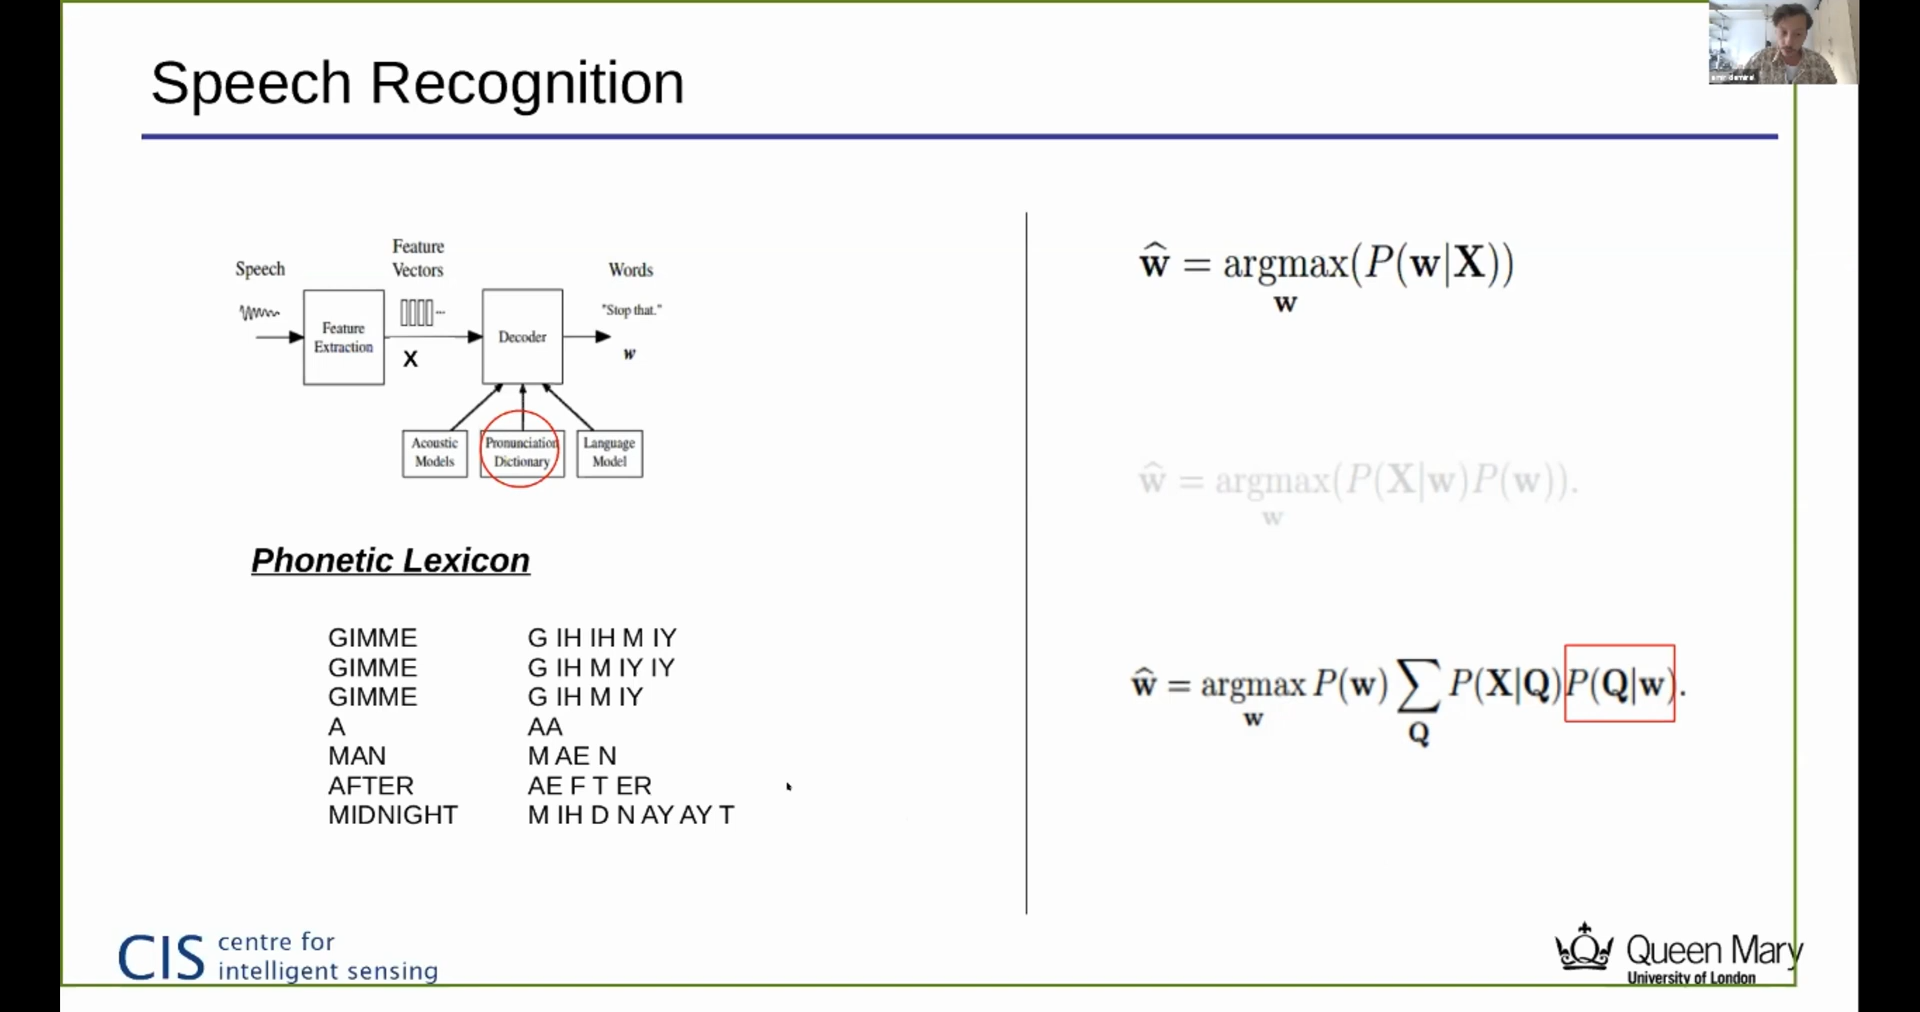 Speech Recognition
Speech
Feature
Vectors
Words
Feature
Extraction
X
Decoder
"Stop that."
w
Acoustic
Models
Pronunciation
Dictionary
Language
Model
Phonetic Lexicon
GIMME G IH IH M IY
GIMME G IH M IY IY
GIMME G IH M IY
A AA
MAN M AE N
AFTER AE F T ER
MIDNIGHT M IH D N AY AY T
ŵ = argmax(P(w|X))
w
ŵ = argmax(P(X|w)P(w)).
w
ŵ = argmax P(w) ∑ P(X|Q)P(Q|w).
w Q
CIS centre for
intelligent sensing
Queen Mary
University of London